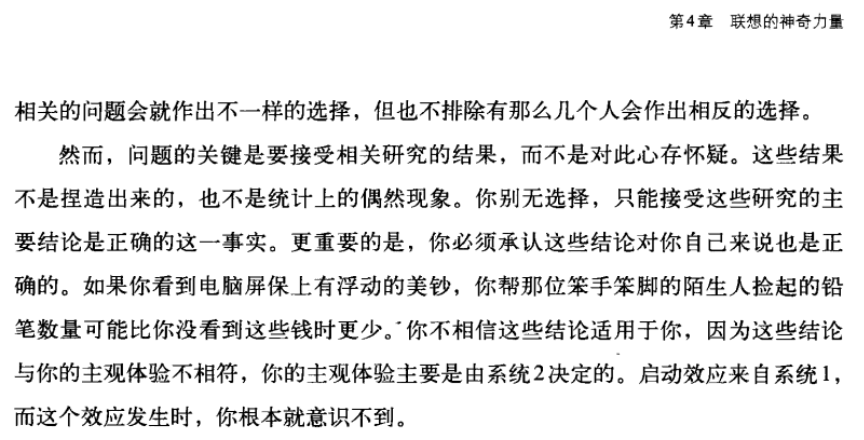 第4章 联想的神奇力量
相关的问题会就作出不一样的选择，但也不排除有那么几个人会作出相反的选择。
然而，问题的关键是要接受相关研究的结果，而不是对此心存怀疑。这些结果
不是捏造出来的，也不是统计上的偶然现象。你别无选择，只能接受这些研究的主
要结论是正确的这一事实。更重要的是，你必须承认这些结论对你自己来说也是正
确的。如果你看到电脑屏保上有浮动的美钞，你帮那位笨手笨脚的陌生人捡起的铅
笔数量可能比你没看到这些钱时更少。你不相信这些结论适用于你，因为这些结论
与你的主观体验不相符，你的主观体验主要是由系统2决定的。启动效应来自系统1，
而这个效应发生时，你根本就意识不到。